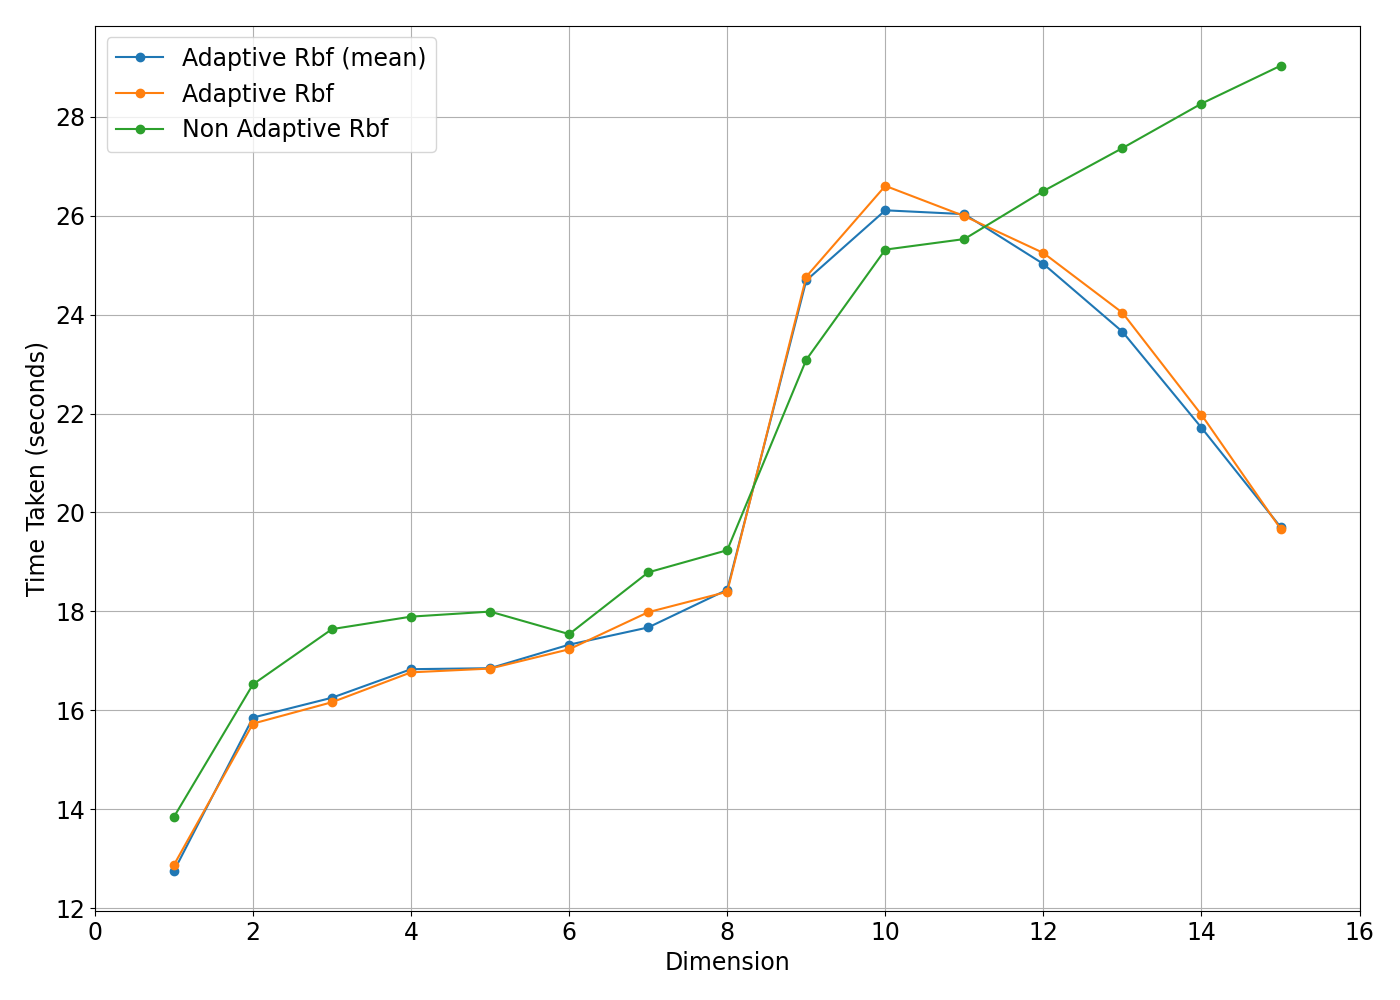 Adaptive Rbf (mean)
Adaptive Rbf
Non Adaptive Rbf
28
26
24
22
20
18
16
14
12
Time Taken (seconds)
0 2 4 6 8 10 12 14 16
Dimension